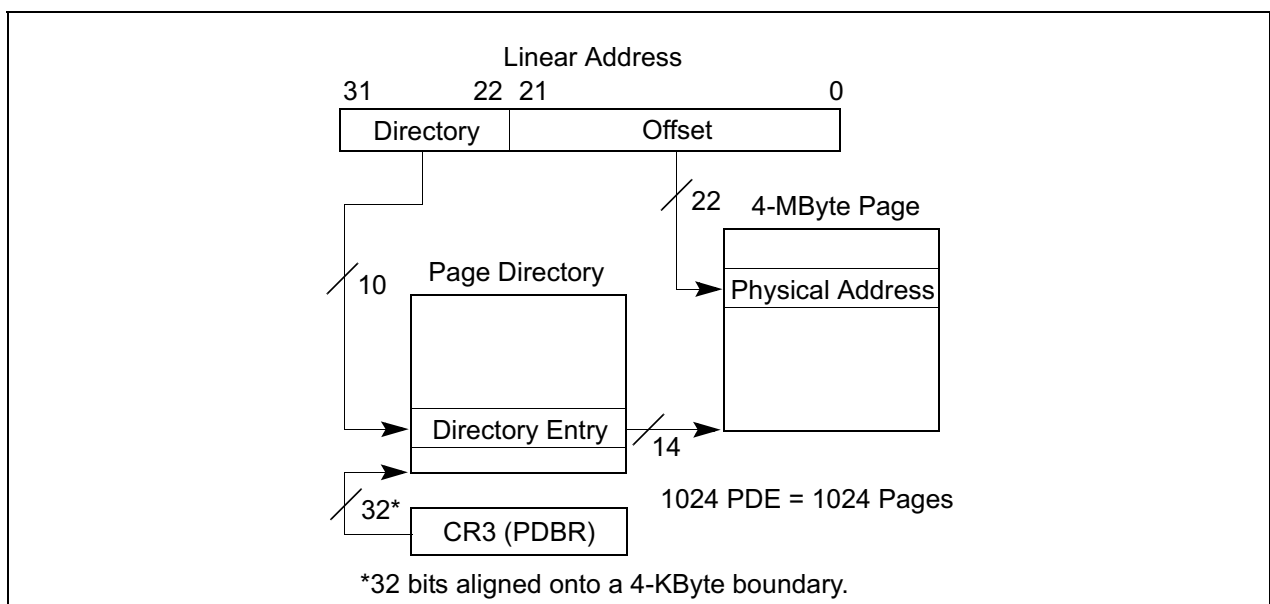 Linear Address
31 22 21 0
Directory Offset
22
4-MByte Page
10
Page Directory
Physical Address
Directory Entry
14
32*
1024 PDE = 1024 Pages
CR3 (PDBR)
*32 bits aligned onto a 4-KByte boundary.